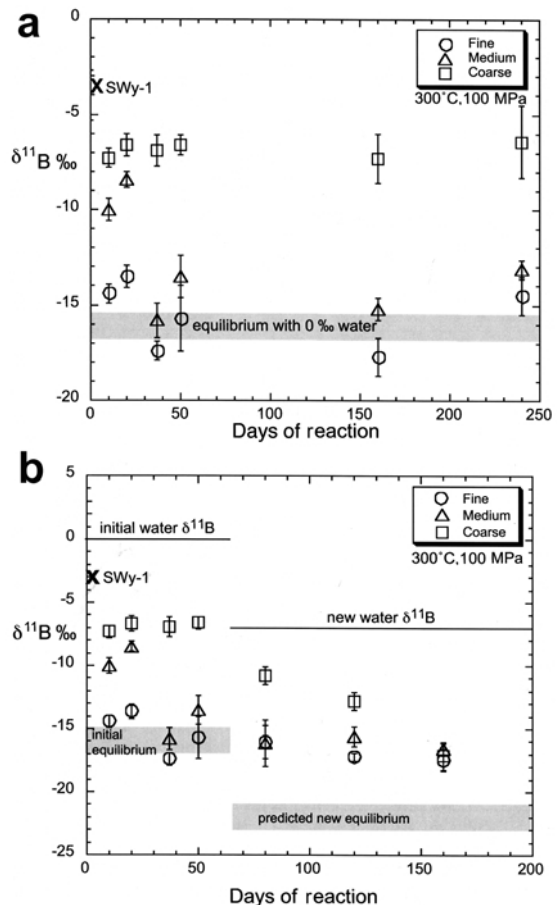 a
5
0
-5
-10
-15
-20
δ¹¹B ‰
X SWy-1
Fine
Medium
Coarse
300˚C,100 MPa
equilibrium with 0 ‰ water
0 50 100 150 200 250
Days of reaction
b
5
0
-5
-10
-15
-20
-25
δ¹¹B ‰
initial water δ¹¹B
X SWy-1
Fine
Medium
Coarse
300˚C,100 MPa
new water δ¹¹B
initial
equilibrium
predicted new equilibrium
0 50 100 150 200
Days of reaction